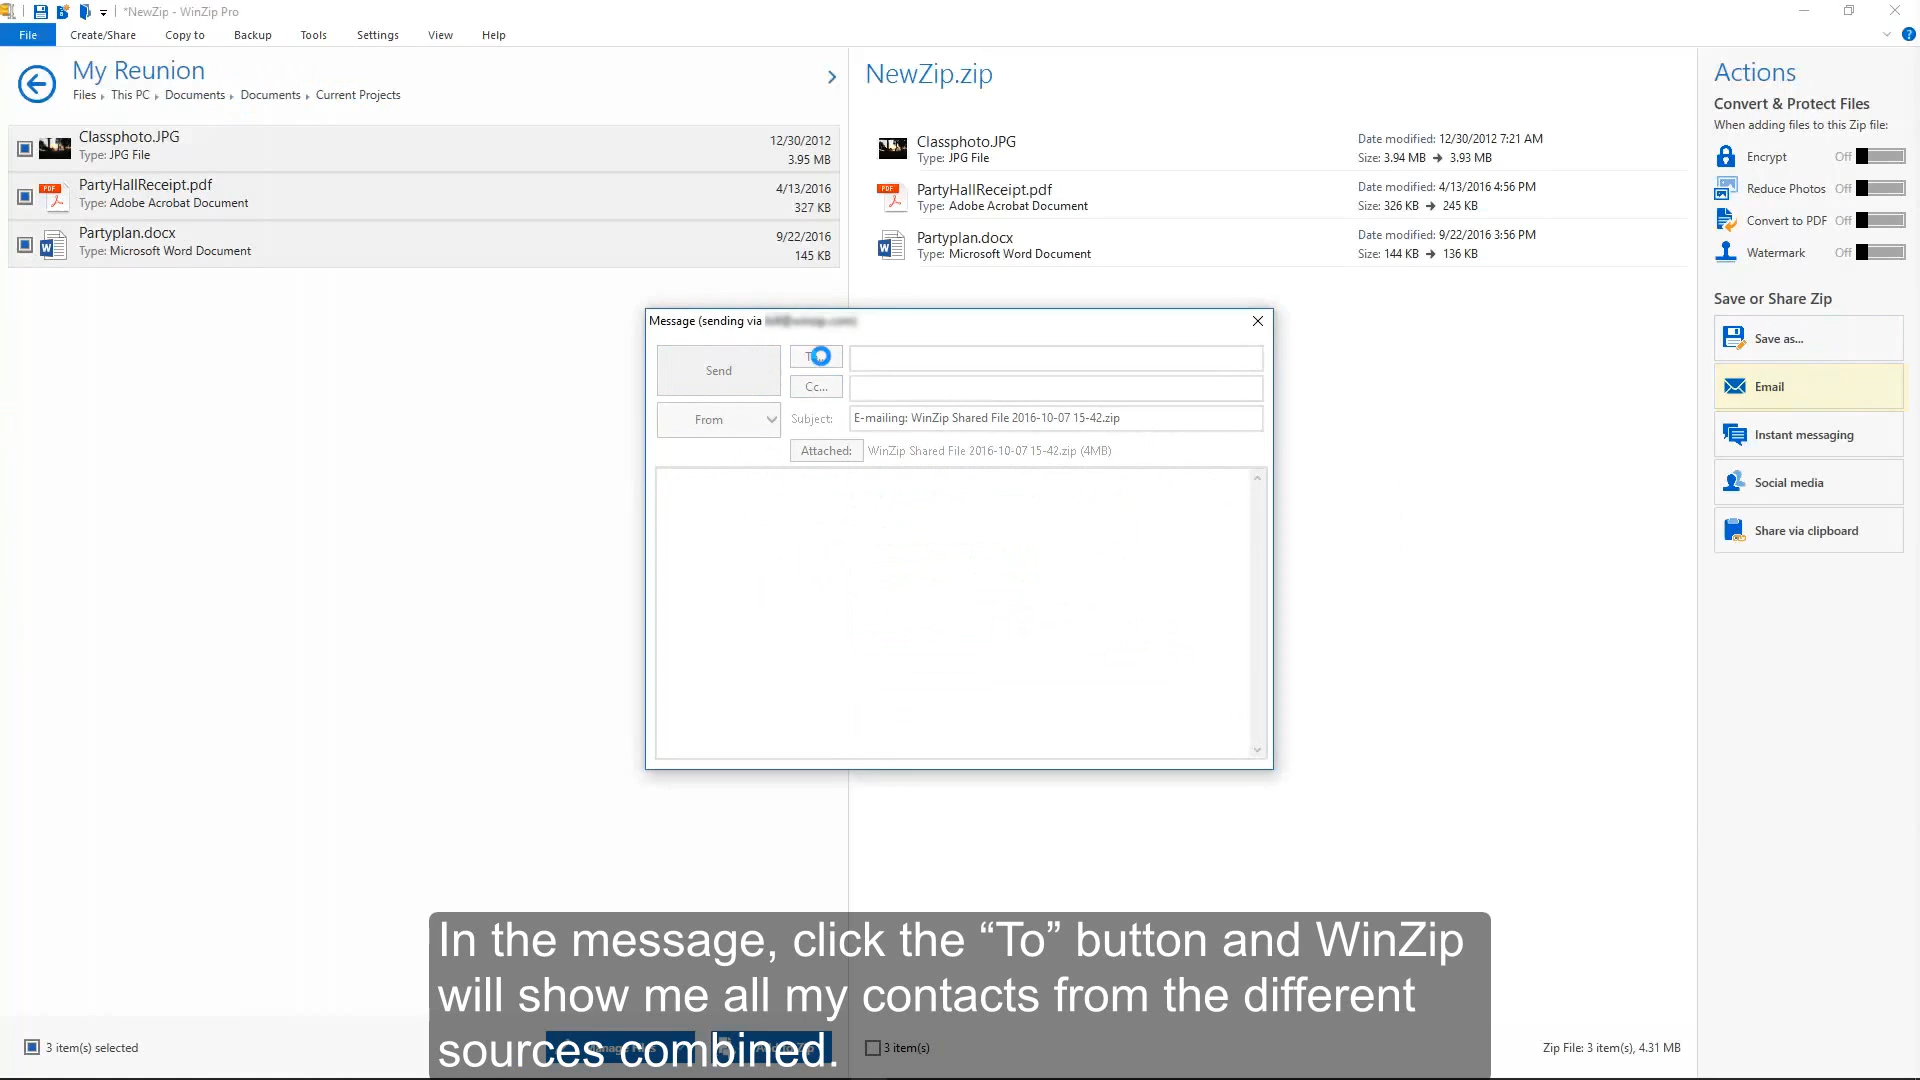 *NewZip - WinZip Pro
File Create/Share Copy to Backup Tools Settings View Help
My Reunion
Files This PC Documents Documents Current Projects
Classphoto.JPG
Type: JPG File
12/30/2012
3.95 MB
PDF
PartyHallReceipt.pdf
Type: Adobe Acrobat Document
4/13/2016
327 KB
Partyplan.docx
Type: Microsoft Word Document
9/22/2016
145 KB
NewZip.zip
Classphoto.JPG
Type: JPG File
Date modified: 12/30/2012 7:21 AM
Size: 3.94 MB → 3.93 MB
PDF
PartyHallReceipt.pdf
Type: Adobe Acrobat Document
Date modified: 4/13/2016 4:56 PM
Size: 326 KB → 245 KB
Partyplan.docx
Type: Microsoft Word Document
Date modified: 9/22/2016 3:56 PM
Size: 144 KB → 136 KB
Actions
Convert & Protect Files
When adding files to this Zip file:
Encrypt Off
Reduce Photos Off
Convert to PDF Off
Watermark Off
Save or Share Zip
Save as...
Email
Instant messaging
Social media
Share via clipboard
Message (sending via
Send
Cc...
From
Subject: E-mailing: WinZip Shared File 2016-10-07 15-42.zip
Attached: WinZip Shared File 2016-10-07 15-42.zip (4MB)
In the message, click the “To” button and WinZip
will show me all my contacts from the different
sources combined.
3 item(s) selected
3 item(s)
Zip File: 3 item(s), 4.31 MB